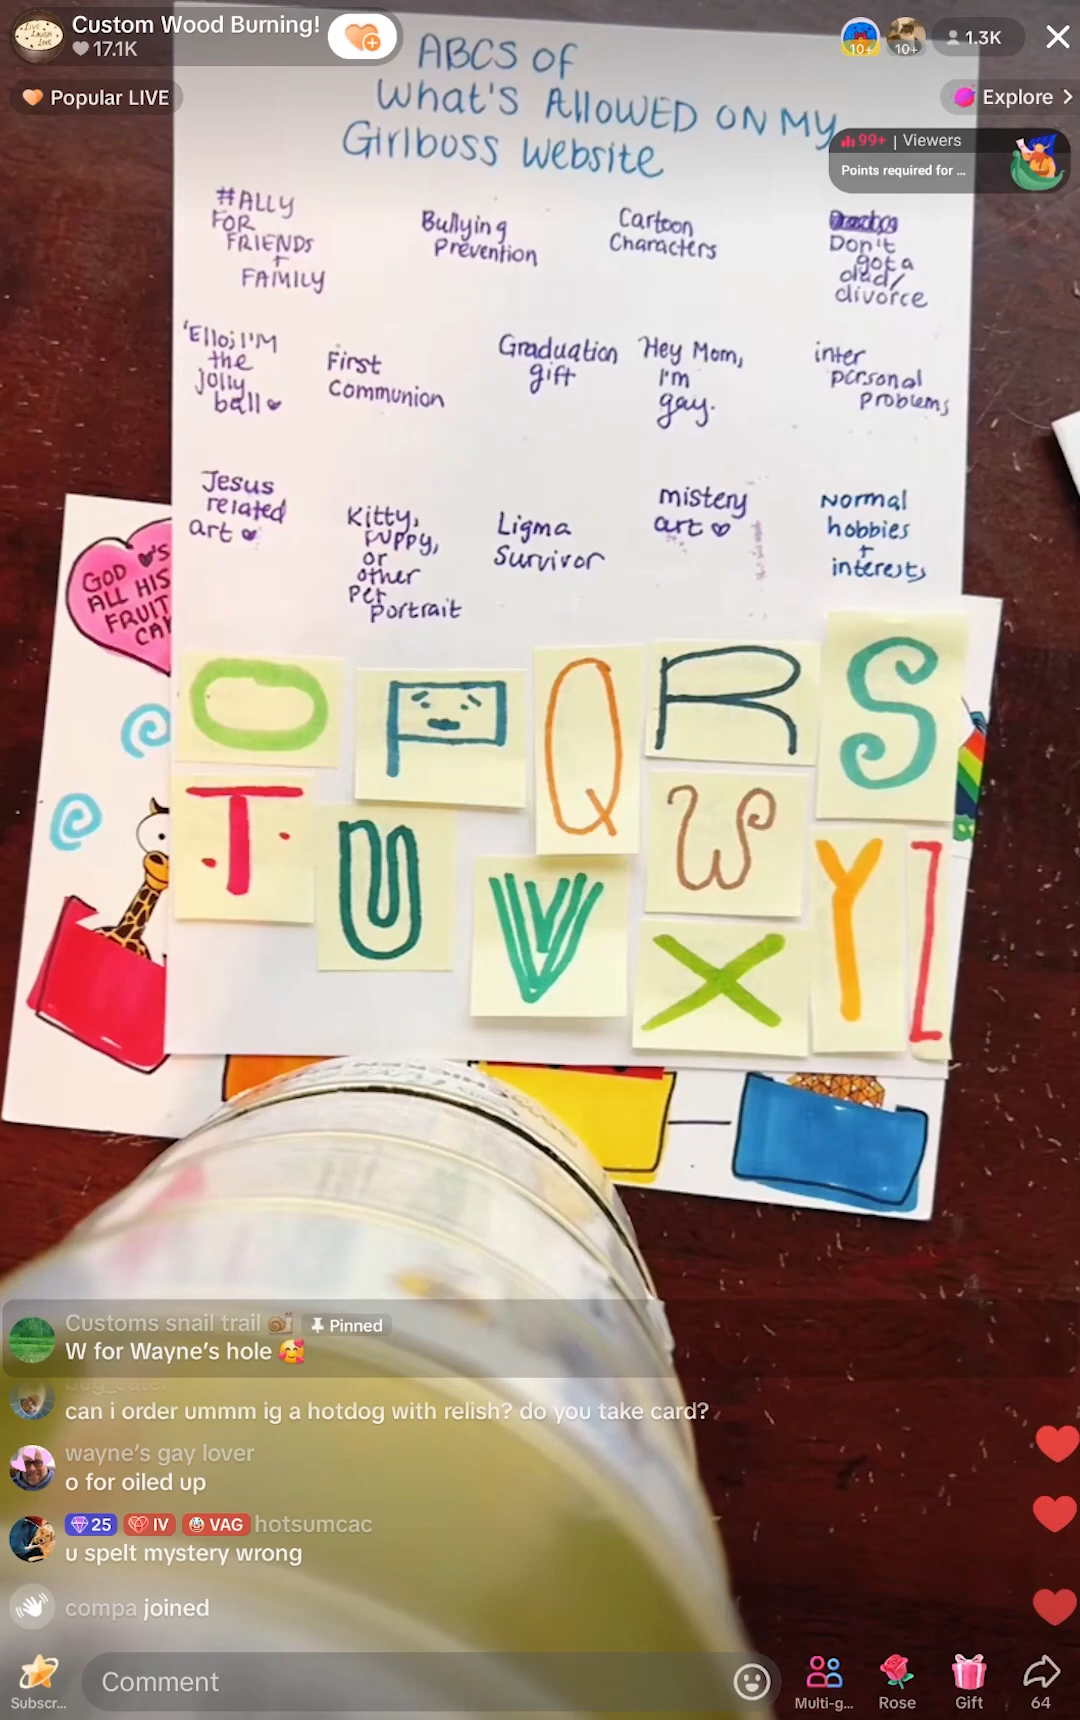 Custom Wood Burning!
17.1K
10+
10+
1.3K
Popular LIVE
Explore >
99+ | Viewers
Points required for ...
ABCS of
What's Allowed on my
Girlboss Website
#ALLY
FOR
FRIENDS
+
FAMILY
Bullying
Prevention
Cartoon
Characters
Don't
got a
dad/
divorce
'Ello; I'M
the
jolly
ball
First
Communion
Graduation
gift
Hey Mom,
I'm
gay.
inter
personal
problems
Jesus
related
art
Kitty,
Puppy,
or
other
Pet
portrait
Ligma
Survivor
mistery
art
Normal
hobbies
+
interests
GOD 'S
ALL HIS
FRUIT
O
P
Q
R
S
T
U
V
W
X
Y
Customs snail trail 🐌 Pinned
W for Wayne's hole 🥰
bug_eater
can i order ummm ig a hotdog with relish? do you take card?
wayne's gay lover
o for oiled up
25 IV VAG hotsumcac
u spelt mystery wrong
compa joined
Subscr...
Comment
Multi-g...
Rose
Gift
64